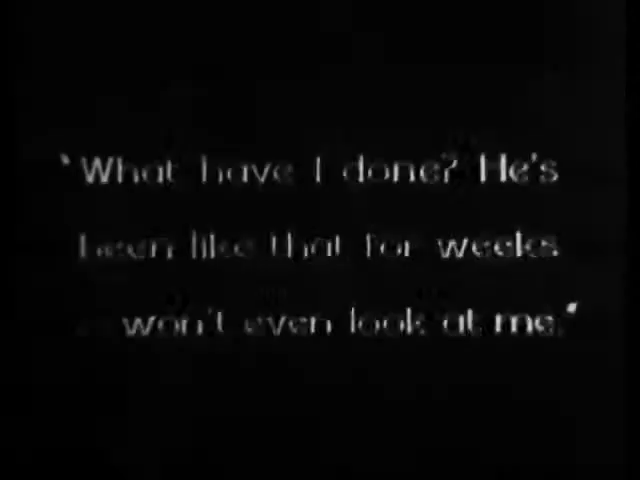 "What have I done? He's
been like that for weeks
won't even look at me."